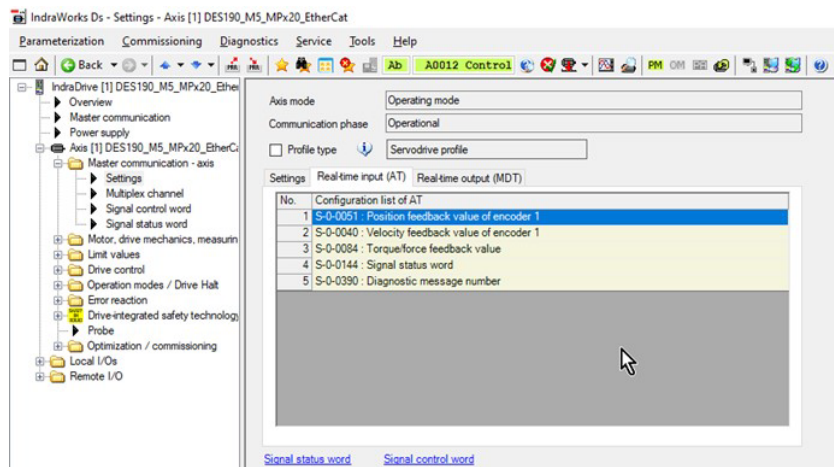 IndraWorks Ds - Settings - Axis [1] DES190_M5_MPx20_EtherCat
Parameterization Commissioning Diagnostics Service Tools Help
Back Ab A0012 Control PM OM
IndraDrive [1] DES190_M5_MPx20_Ether
Overview
Master communication
Power supply
Axis [1] DES190_M5_MPx20_EtherCa
Master communication - axis
Settings
Multiplex channel
Signal control word
Signal status word
Motor, drive mechanics, measurin
Limit values
Drive control
Operation modes / Drive Halt
Error reaction
Drive-integrated safety technology
Probe
Optimization / commissioning
Local I/Os
Remote I/O
Axis mode Operating mode
Communication phase Operational
Profile type Servodrive profile
Settings Real-time input (AT) Real-time output (MDT)
No. Configuration list of AT
1 S-0-0051 : Position feedback value of encoder 1
2 S-0-0040 : Velocity feedback value of encoder 1
3 S-0-0084 : Torque/force feedback value
4 S-0-0144 : Signal status word
5 S-0-0390 : Diagnostic message number
Signal status word Signal control word